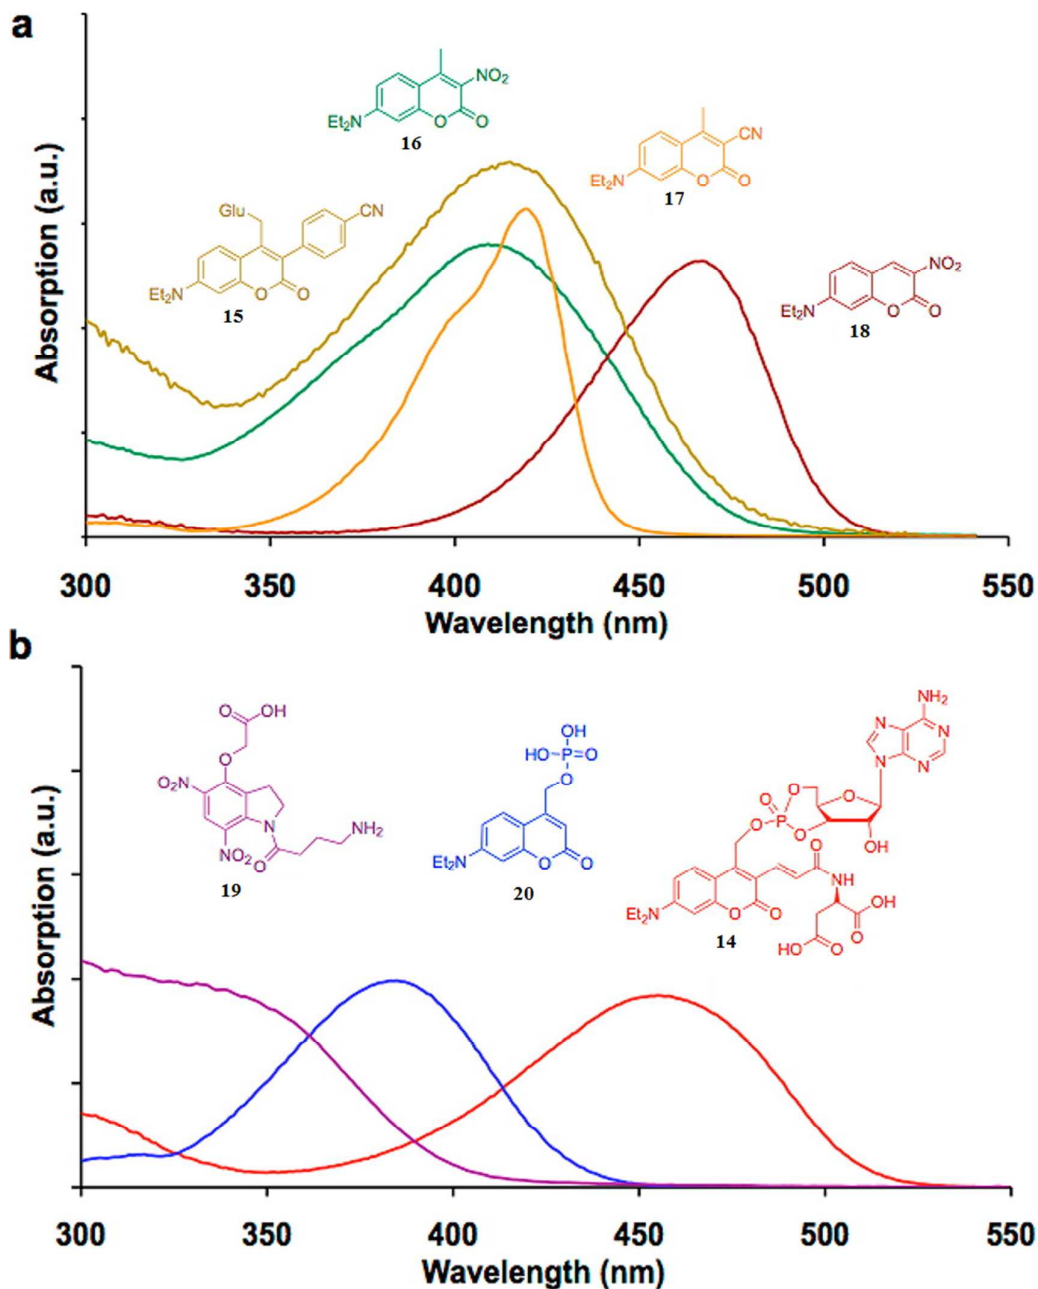 a
Absorption (a.u.)
NO₂
Et₂N
O
O
16
CN
Et₂N
O
O
17
Glu
CN
Et₂N
O
O
15
NO₂
Et₂N
O
O
18
300 350 400 450 500 550
Wavelength (nm)
b
Absorption (a.u.)
O
OH
O
O₂N
N
NO₂
O
NH₂
19
OH
HO-P=O
O
Et₂N
O
O
20
NH₂
N
N
N
N
O
O
O
P
O
O
OH
O
NH
Et₂N
O
O
O
OH
HO
O
14
300 350 400 450 500 550
Wavelength (nm)